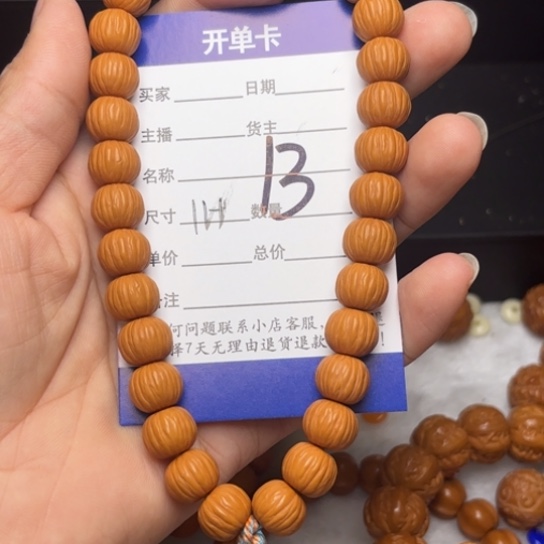 开单卡
买家 日期
主播 货主
名称
尺寸 数量 13
单价 总价
备注
何问题联系小店客服,
择7天无理由退货退款 !